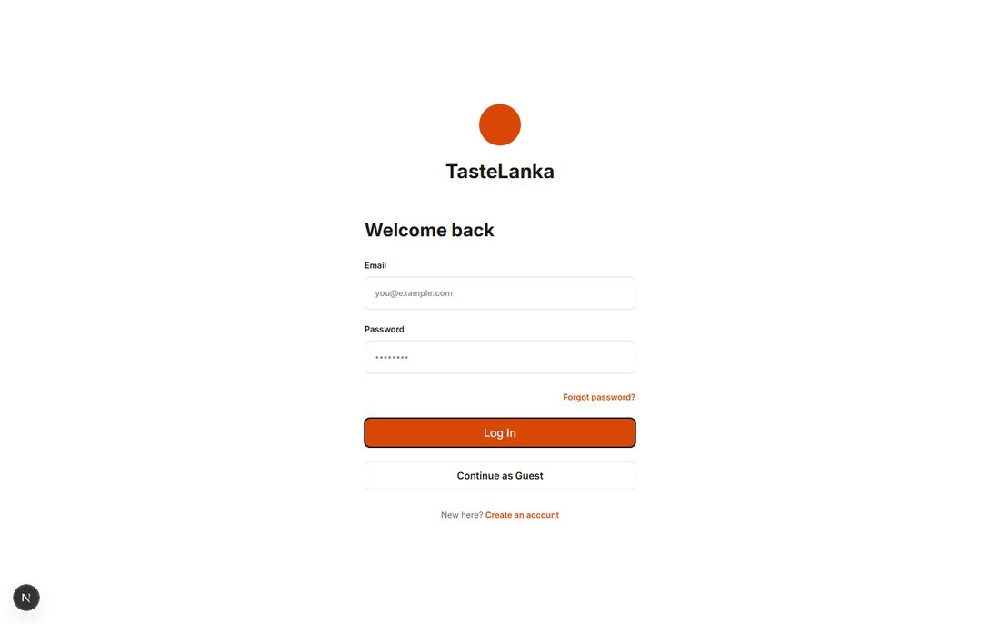 TasteLanka
Welcome back
Email
you@example.com
Password
••••••••
Forgot password?
Log In
Continue as Guest
New here? Create an account
N